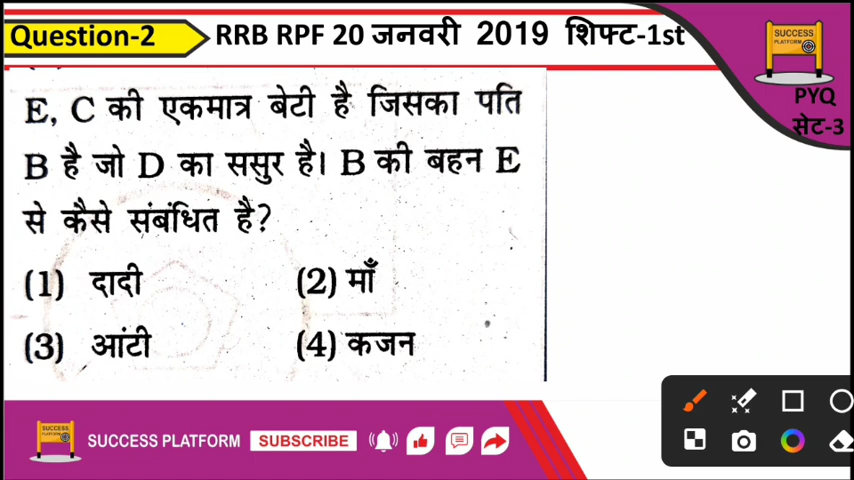 Question-2
RRB RPF 20 जनवरी 2019 शिफ्ट-1st
SUCCESS
PLATFORM
PYQ
सेट-3
E, C की एकमात्र बेटी है जिसका पति
B है जो D का ससुर है। B की बहन E
से कैसे संबंधित है?
(1) दादी (2) माँ
(3) आंटी (4) कजन
SUCCESS
PLATFORM
SUCCESS PLATFORM SUBSCRIBE